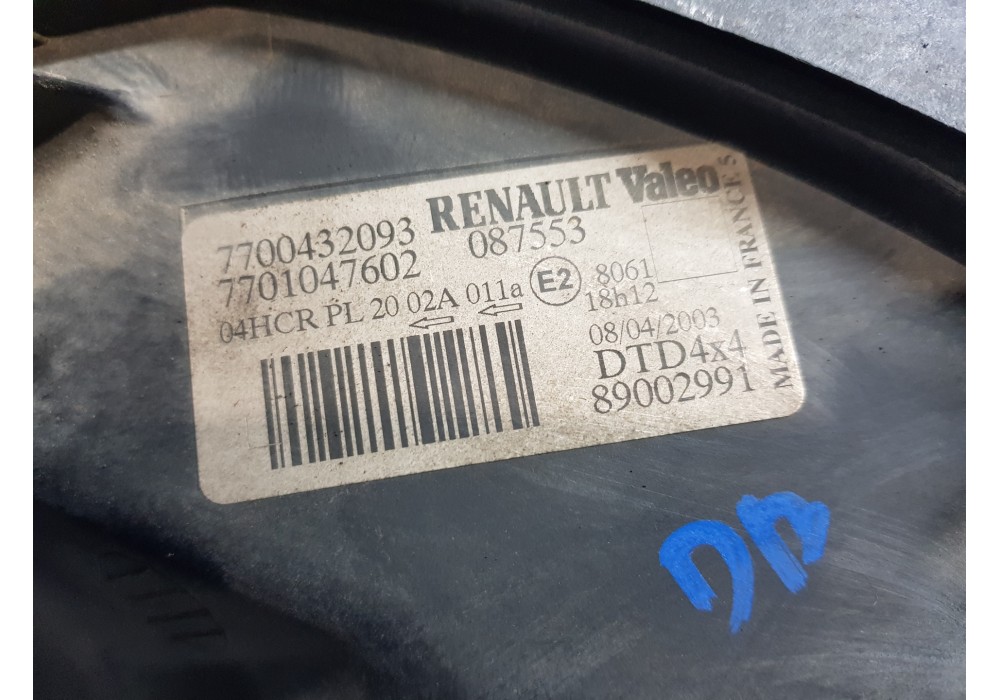 RENAULT Valeo
7700432093 087553
7701047602
04HCR PL 20 02A 011a E2 8061
18h12
08/04/2003
DTD4x4
89002991
MADE IN FRANCE 5